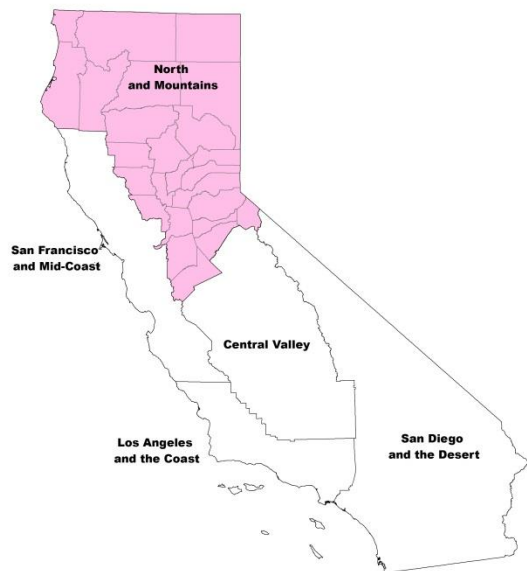 North
and Mountains
San Francisco
and Mid-Coast
Central Valley
Los Angeles
and the Coast
San Diego
and the Desert